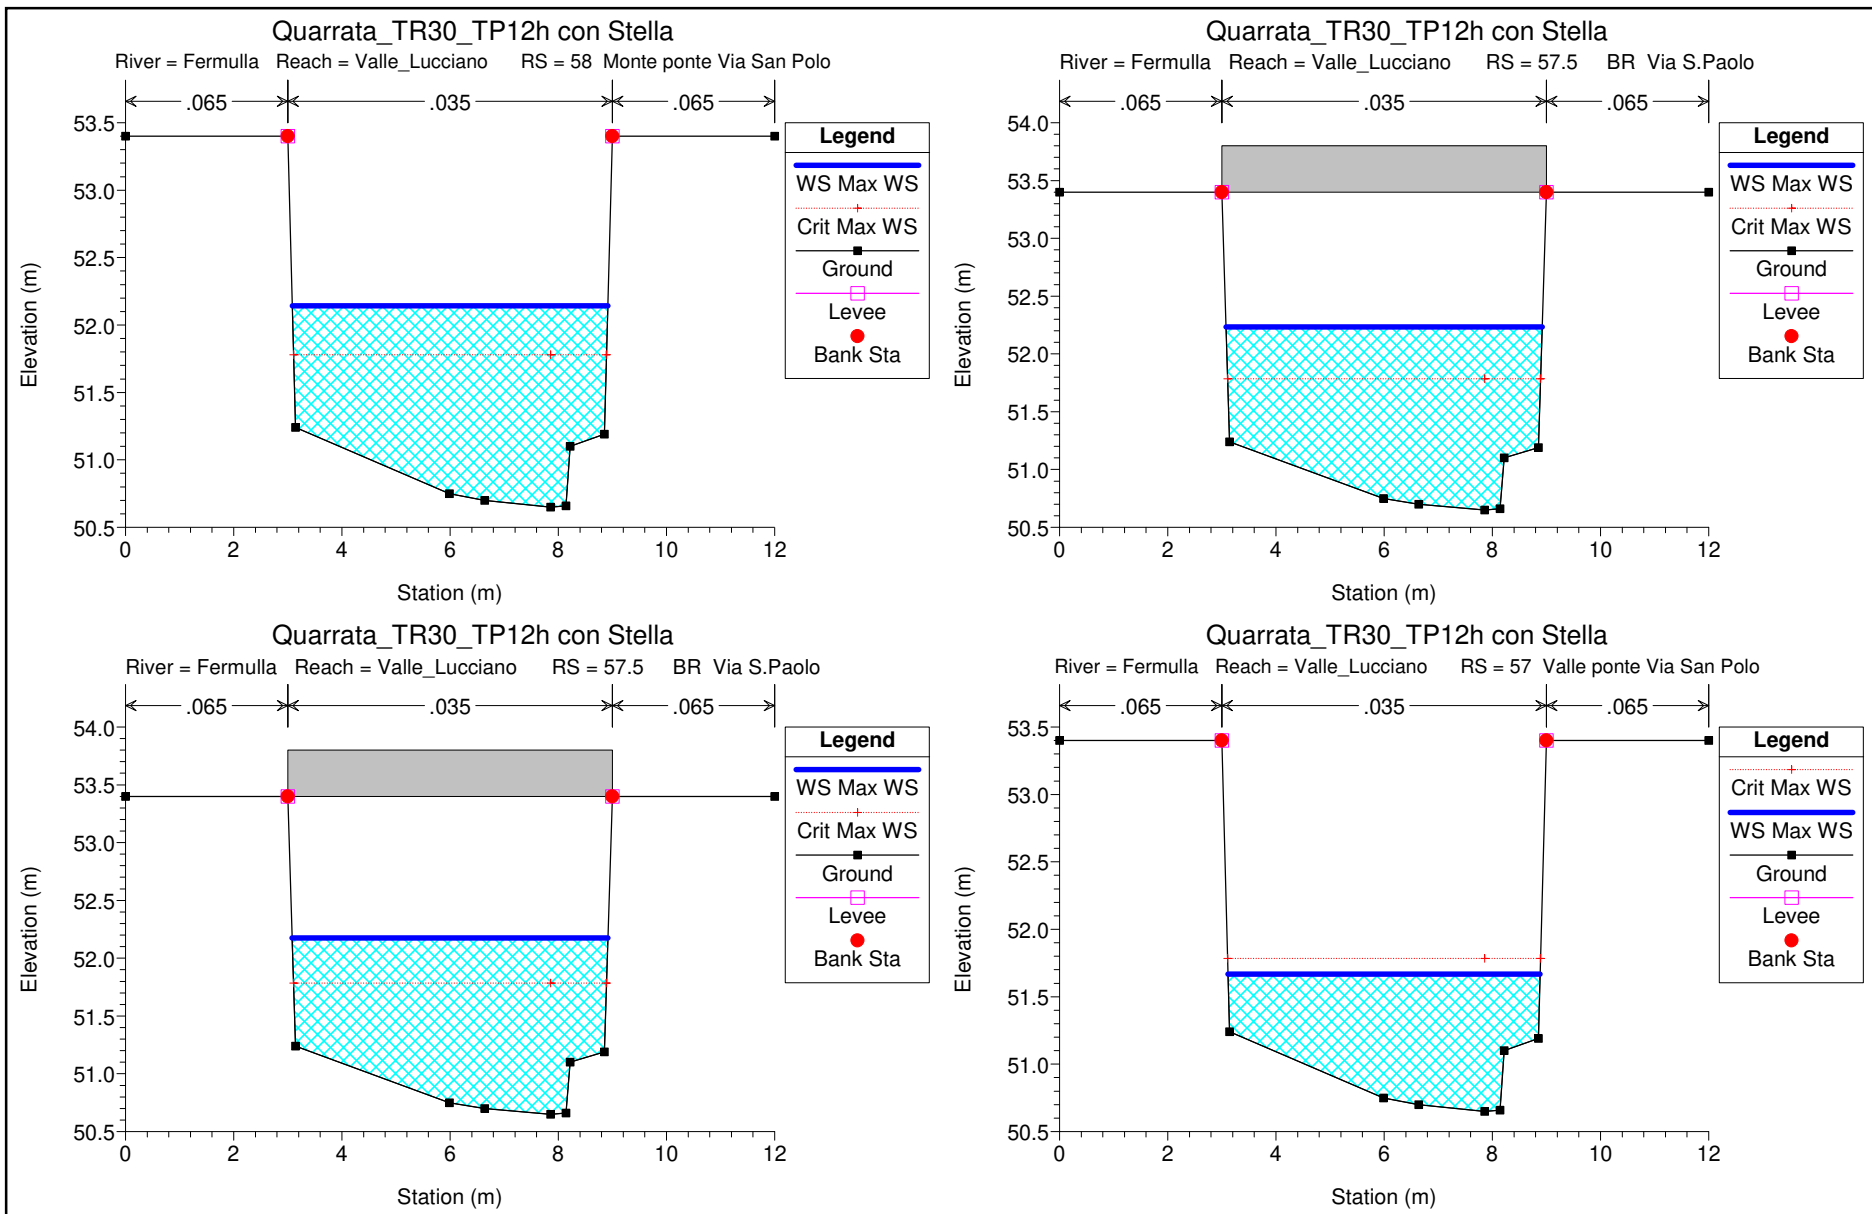 Quarrata_TR30_TP12h con Stella
River = Fermulla Reach = Valle_Lucciano RS = 58 Monte ponte Via San Polo
.065 .035 .065
53.5
53.0
52.5
52.0
51.5
51.0
50.5
0 2 4 6 8 10 12
Station (m)
Elevation (m)
Legend
WS Max WS
Crit Max WS
Ground
Levee
Bank Sta
Quarrata_TR30_TP12h con Stella
River = Fermulla Reach = Valle_Lucciano RS = 57.5 BR Via S.Paolo
.065 .035 .065
54.0
53.5
53.0
52.5
52.0
51.5
51.0
50.5
0 2 4 6 8 10 12
Station (m)
Elevation (m)
Legend
WS Max WS
Crit Max WS
Ground
Levee
Bank Sta
Quarrata_TR30_TP12h con Stella
River = Fermulla Reach = Valle_Lucciano RS = 57.5 BR Via S.Paolo
.065 .035 .065
54.0
53.5
53.0
52.5
52.0
51.5
51.0
50.5
0 2 4 6 8 10 12
Station (m)
Elevation (m)
Legend
WS Max WS
Crit Max WS
Ground
Levee
Bank Sta
Quarrata_TR30_TP12h con Stella
River = Fermulla Reach = Valle_Lucciano RS = 57 Valle ponte Via San Polo
.065 .035 .065
53.5
53.0
52.5
52.0
51.5
51.0
50.5
0 2 4 6 8 10 12
Station (m)
Elevation (m)
Legend
Crit Max WS
WS Max WS
Ground
Levee
Bank Sta